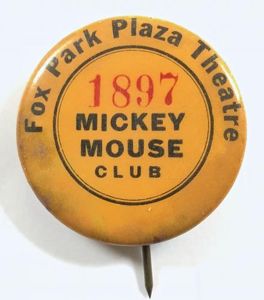 Fox Park Plaza Theatre
1897
MICKEY
MOUSE
CLUB